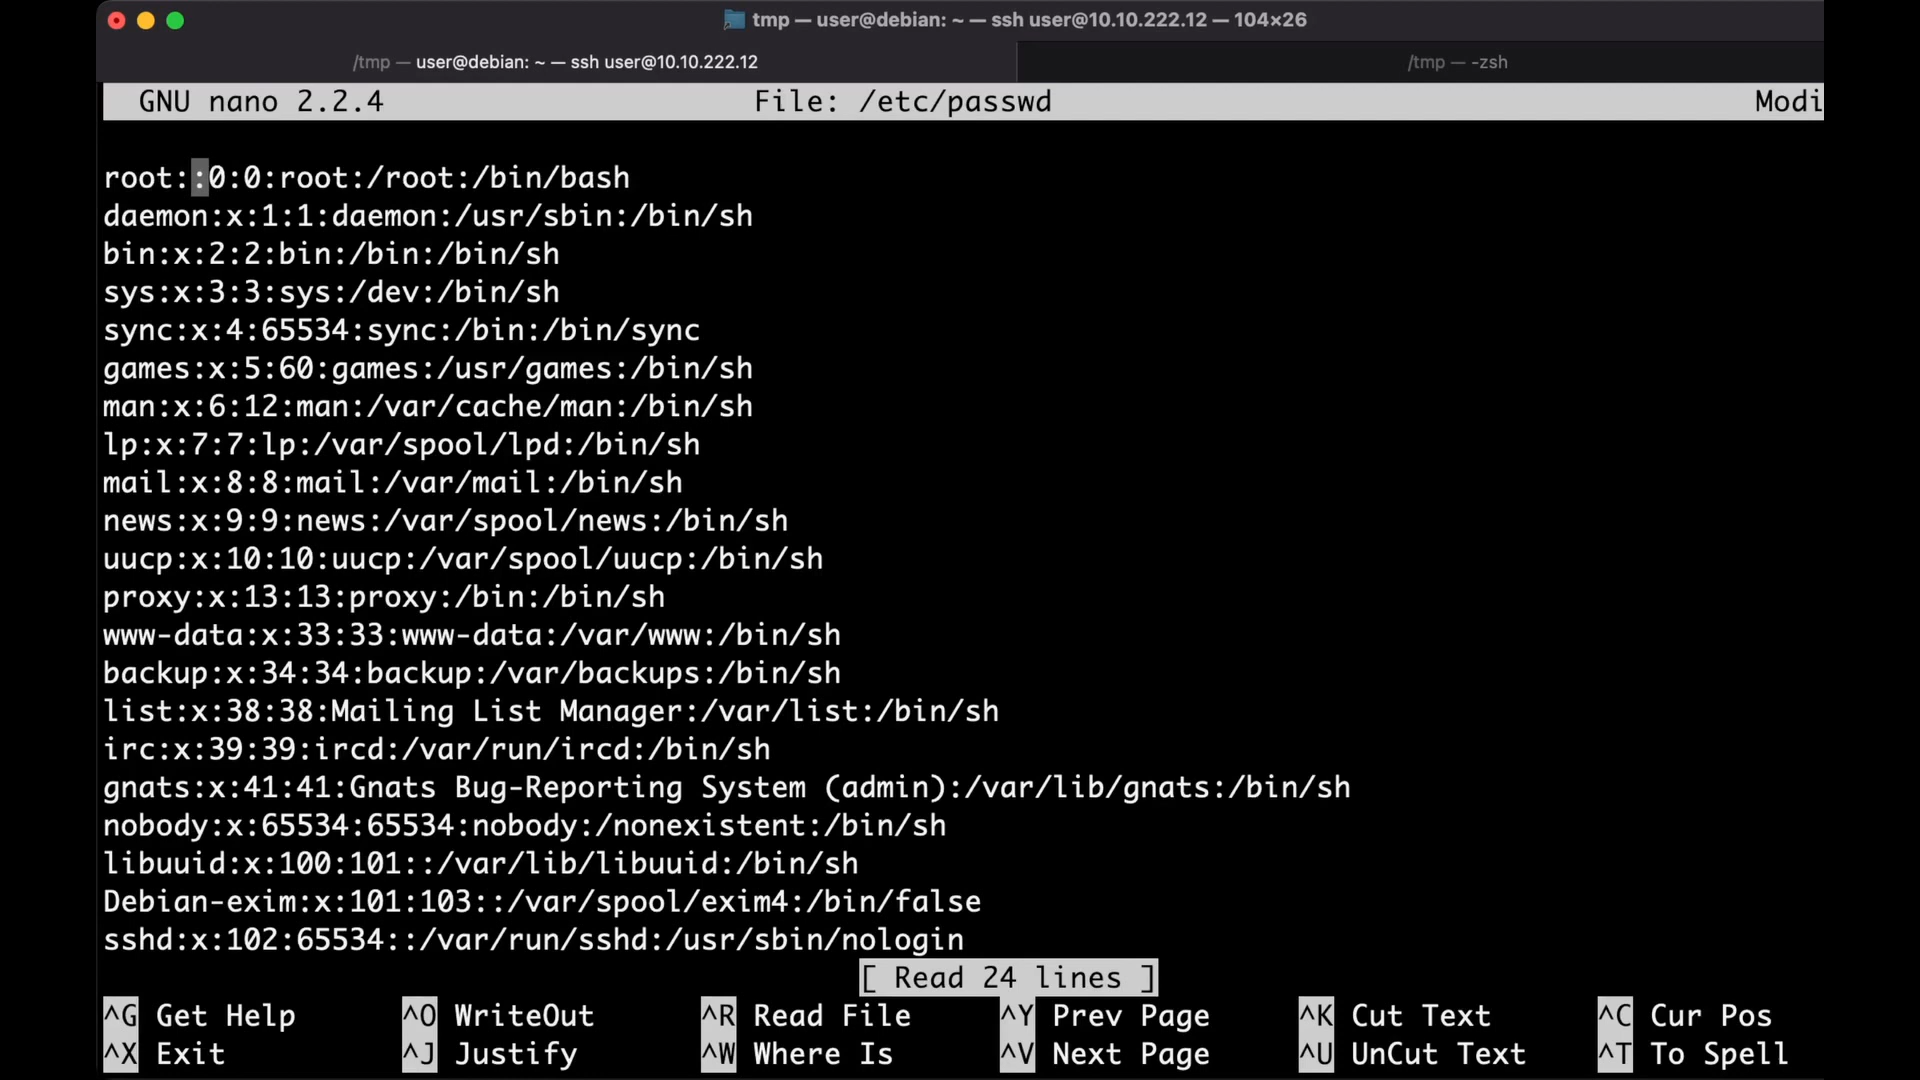 tmp — user@debian: ~ — ssh user@10.10.222.12 — 104×26
/tmp — user@debian: ~ — ssh user@10.10.222.12
/tmp — -zsh
GNU nano 2.2.4 File: /etc/passwd Modi
root::0:0:root:/root:/bin/bash
daemon:x:1:1:daemon:/usr/sbin:/bin/sh
bin:x:2:2:bin:/bin:/bin/sh
sys:x:3:3:sys:/dev:/bin/sh
sync:x:4:65534:sync:/bin:/bin/sync
games:x:5:60:games:/usr/games:/bin/sh
man:x:6:12:man:/var/cache/man:/bin/sh
lp:x:7:7:lp:/var/spool/lpd:/bin/sh
mail:x:8:8:mail:/var/mail:/bin/sh
news:x:9:9:news:/var/spool/news:/bin/sh
uucp:x:10:10:uucp:/var/spool/uucp:/bin/sh
proxy:x:13:13:proxy:/bin:/bin/sh
www-data:x:33:33:www-data:/var/www:/bin/sh
backup:x:34:34:backup:/var/backups:/bin/sh
list:x:38:38:Mailing List Manager:/var/list:/bin/sh
irc:x:39:39:ircd:/var/run/ircd:/bin/sh
gnats:x:41:41:Gnats Bug-Reporting System (admin):/var/lib/gnats:/bin/sh
nobody:x:65534:65534:nobody:/nonexistent:/bin/sh
libuuid:x:100:101::/var/lib/libuuid:/bin/sh
Debian-exim:x:101:103::/var/spool/exim4:/bin/false
sshd:x:102:65534::/var/run/sshd:/usr/sbin/nologin
[ Read 24 lines ]
^G Get Help ^O WriteOut ^R Read File ^Y Prev Page ^K Cut Text ^C Cur Pos
^X Exit ^J Justify ^W Where Is ^V Next Page ^U UnCut Text ^T To Spell